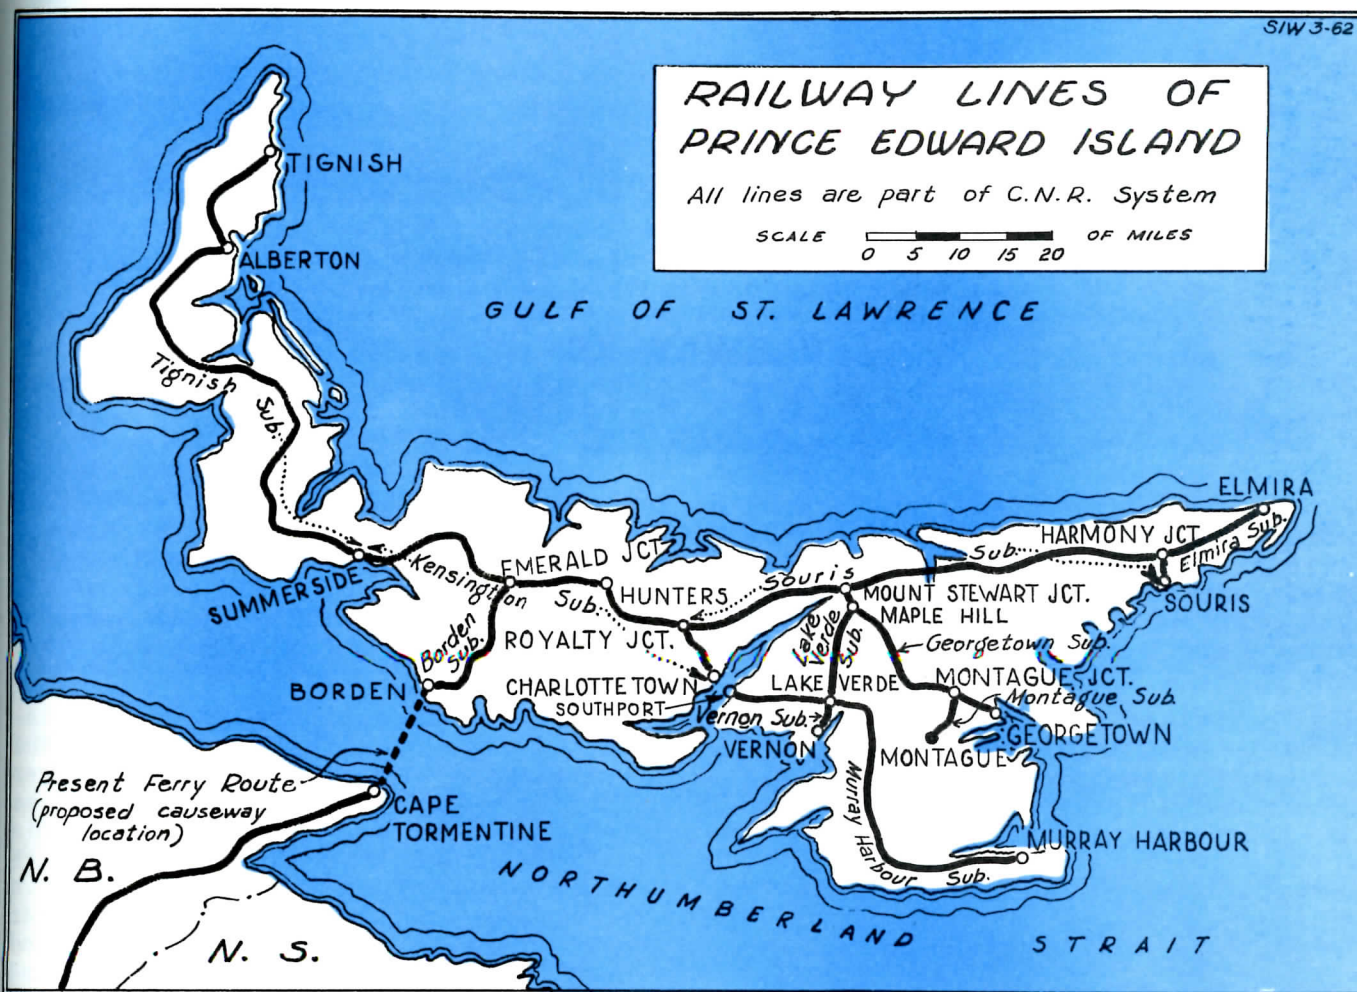 S/W 3-62
RAILWAY LINES OF
PRINCE EDWARD ISLAND
All lines are part of C.N.R. System
SCALE
0 5 10 15 20
OF MILES
TIGNISH
ALBERTON
GULF OF ST. LAWRENCE
Tignish
Sub.
ELMIRA
HARMONY JCT.
Sub.
Elmira Sub.
SOURIS
EMERALD JCT.
Kensington
Sub.
SUMMERSIDE
HUNTERS
Souris
MOUNT STEWART JCT.
MAPLE HILL
Borden
Sub.
ROYALTY JCT.
Lake
Verde
Sub.
Georgetown Sub.
BORDEN
CHARLOTTETOWN
SOUTHPORT
LAKE VERDE
MONTAGUE JCT.
Montague Sub.
Vernon Sub.
VERNON
GEORGETOWN
MONTAGUE
Present Ferry Route
(proposed causeway
location)
CAPE
TORMENTINE
Murray Harbour Sub.
MURRAY HARBOUR
N. B.
NORTHUMBERLAND STRAIT
N. S.